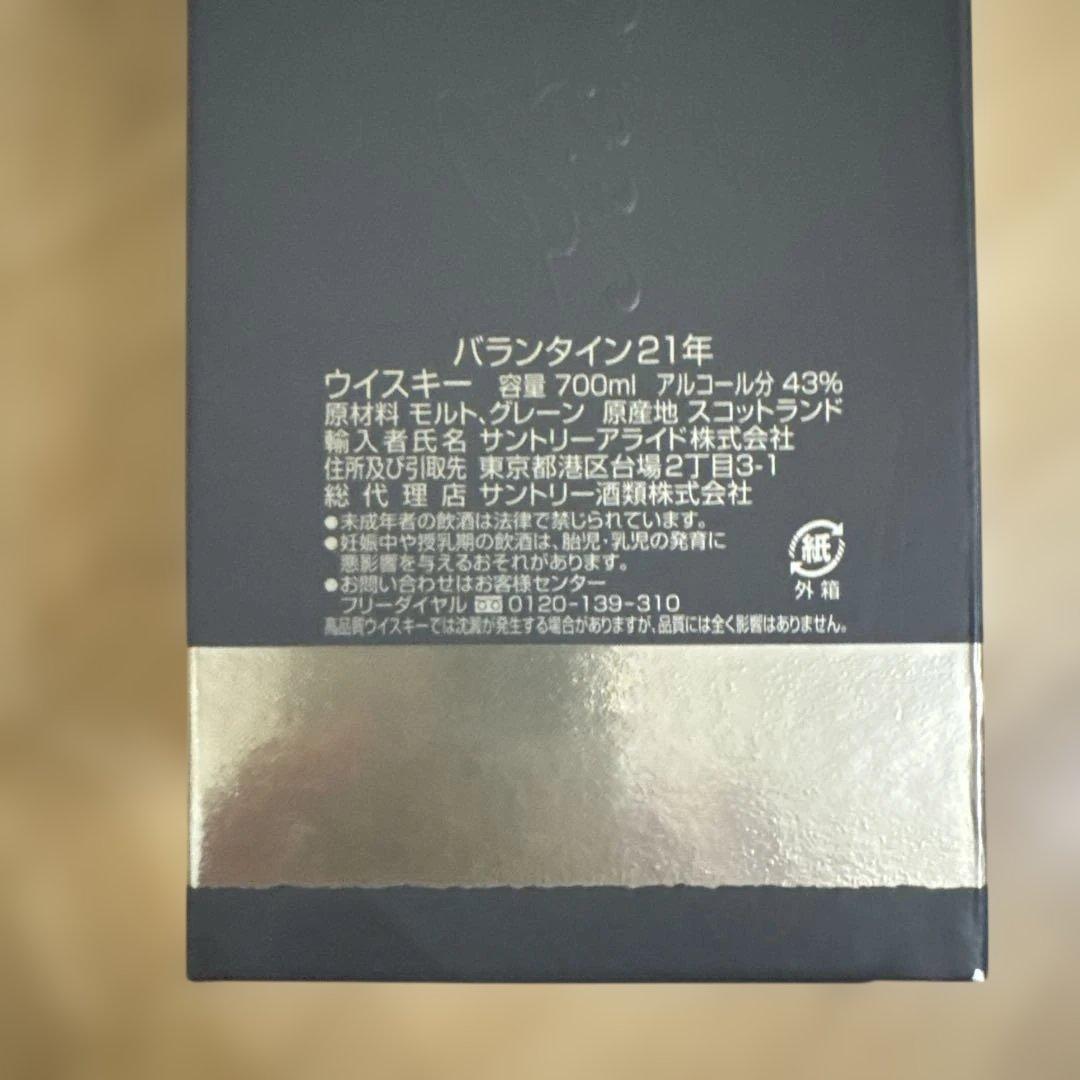 バランタイン21年
ウイスキー 容量 700ml アルコール分 43%
原材料 モルト、グレーン 原産地 スコットランド
輸入者氏名 サントリーアライド株式会社
住所及び引取先 東京都港区台場2丁目3-1
総代理店 サントリー酒類株式会社
●未成年者の飲酒は法律で禁じられています。
●妊娠中や授乳期の飲酒は、胎児・乳児の発育に
悪影響を与えるおそれがあります。
●お問い合わせはお客様センター
フリーダイヤル 0120-139-310
高品質ウイスキーでは沈澱が発生する場合がありますが、品質には全く影響はありません。
紙
外箱